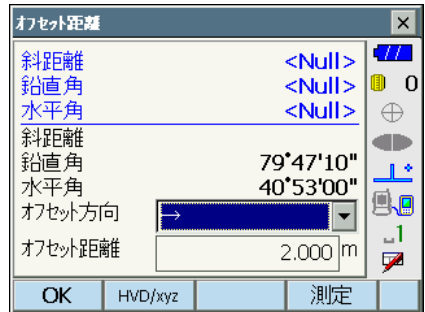 オフセット距離
斜距離 <Null>
鉛直角 <Null>
水平角 <Null>
0
斜距離
鉛直角 79°47'10"
水平角 40°53'00"
オフセット方向 →
オフセット距離 2.000 m
1
OK HVD/xyz 測定